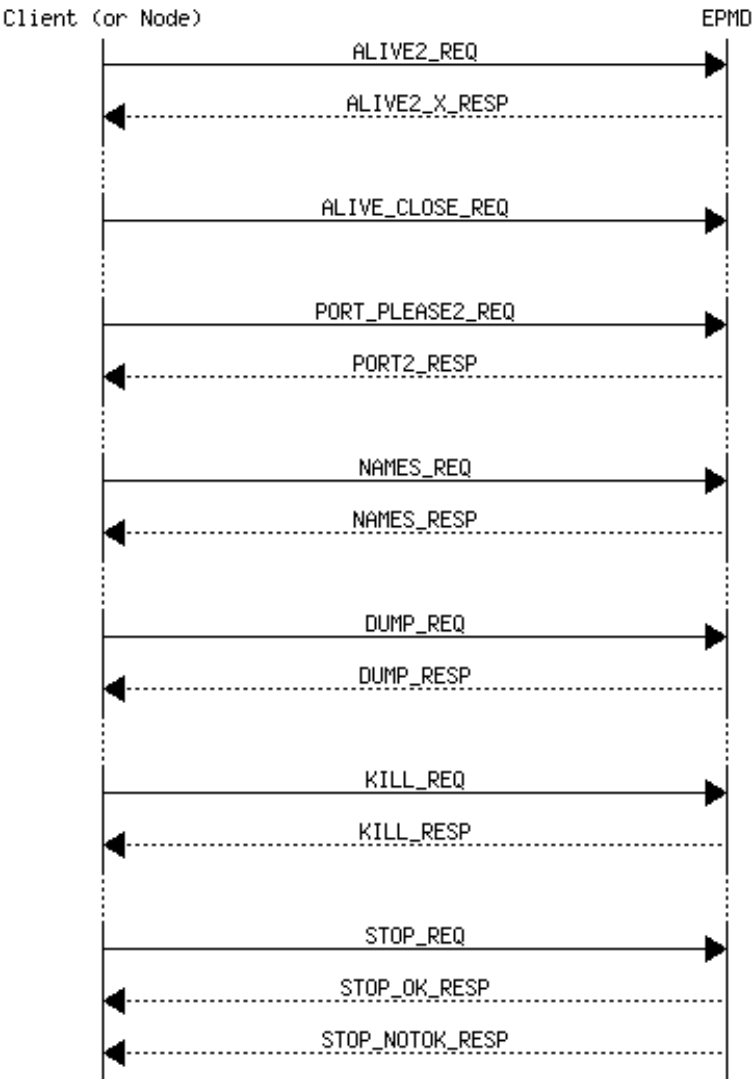 Client (or Node) EPMD
ALIVE2_REQ
ALIVE2_X_RESP
ALIVE_CLOSE_REQ
PORT_PLEASE2_REQ
PORT2_RESP
NAMES_REQ
NAMES_RESP
DUMP_REQ
DUMP_RESP
KILL_REQ
KILL_RESP
STOP_REQ
STOP_OK_RESP
STOP_NOTOK_RESP